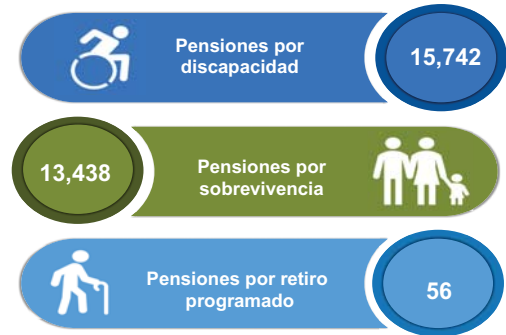 Pensiones por
discapacidad
15,742
13,438
Pensiones por
sobrevivencia
Pensiones por retiro
programado
56